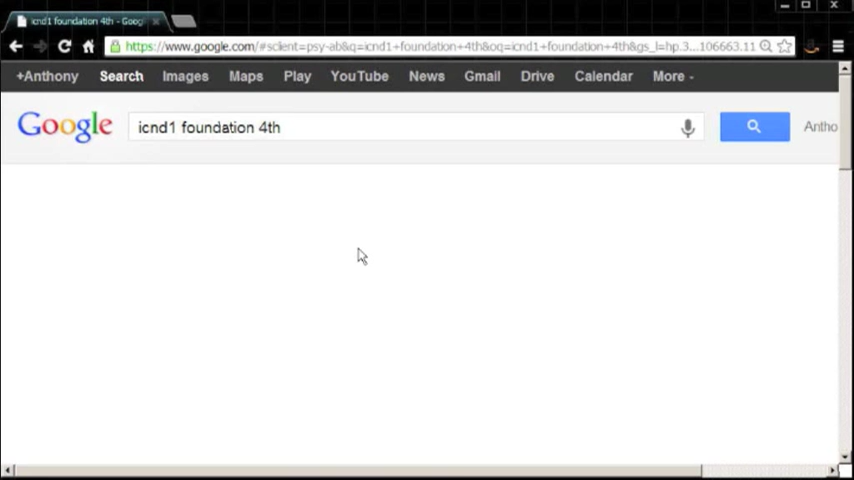 icnd1 foundation 4th - Goog
https://www.google.com/#sclient=psy-ab&q=icnd1+foundation+4th&oq=icnd1+foundation+4th&gs_l=hp.3...106663.11
+Anthony Search Images Maps Play YouTube News Gmail Drive Calendar More
Google icnd1 foundation 4th Antho